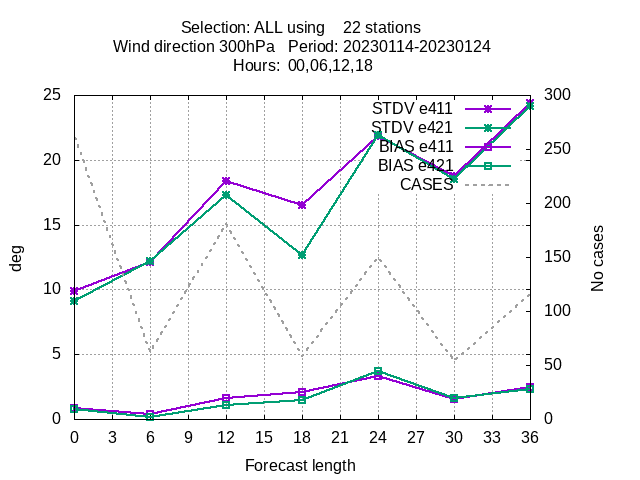 Selection: ALL using    22 stations
Wind direction 300hPa   Period: 20230114-20230124
Hours:  00,06,12,18
STDV e411
STDV e421
BIAS e411
BIAS e421
CASES
25
20
15
10
5
0
deg
300
250
200
150
100
50
0
No cases
0 3 6 9 12 15 18 21 24 27 30 33 36
Forecast length